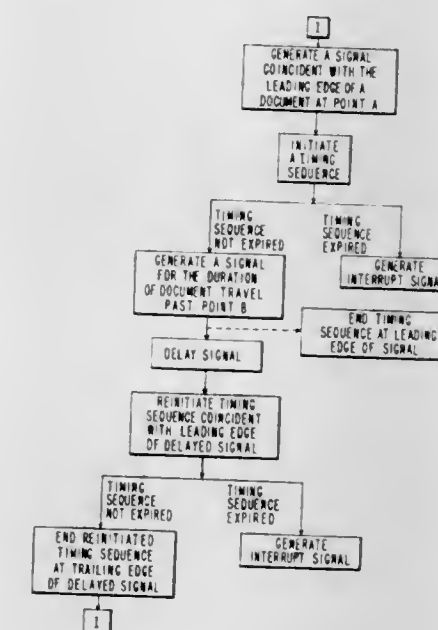 I
GENERATE A SIGNAL
COINCIDENT WITH THE
LEADING EDGE OF A
DOCUMENT AT POINT A
INITIATE
A TIMING
SEQUENCE
TIMING
SEQUENCE
NOT EXPIRED
TIMING
SEQUENCE
EXPIRED
GENERATE A SIGNAL
FOR THE DURATION
OF DOCUMENT TRAVEL
PAST POINT B
GENERATE
INTERRUPT SIGNAL
END TIMING
SEQUENCE AT LEADING
EDGE OF SIGNAL
DELAY SIGNAL
REINITIATE TIMING
SEQUENCE COINCIDENT
WITH LEADING EDGE
OF DELAYED SIGNAL
TIMING
SEQUENCE
NOT EXPIRED
TIMING
SEQUENCE
EXPIRED
END REINITIATED
TIMING SEQUENCE
AT TRAILING EDGE
OF DELAYED SIGNAL
GENERATE
INTERRUPT SIGNAL
I